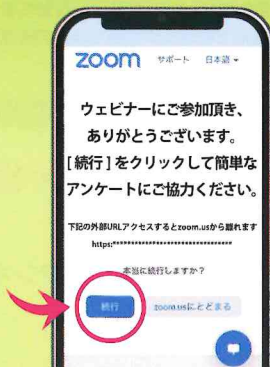 zoom サポート 日本語
ウェビナーにご参加頂き、
ありがとうございます。
[続行]をクリックして簡単な
アンケートにご協力ください。
下記の外部URLアクセスするとzoom.usから離れます
https:**********************************
本当に続行しますか?
続行 zoom.usにとどまる